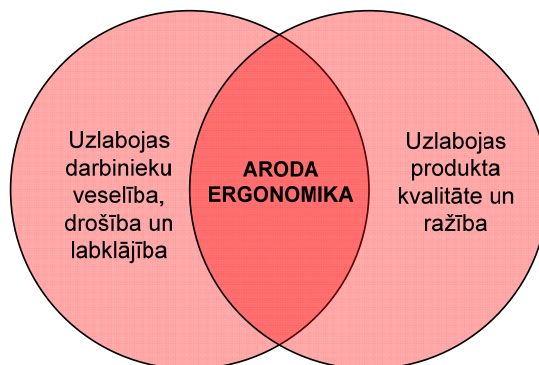 Uzlabojas
darbinieku
veselība,
drošība un
labklājība
ARODA
ERGONOMIKA
Uzlabojas
produkta
kvalitāte un
ražība